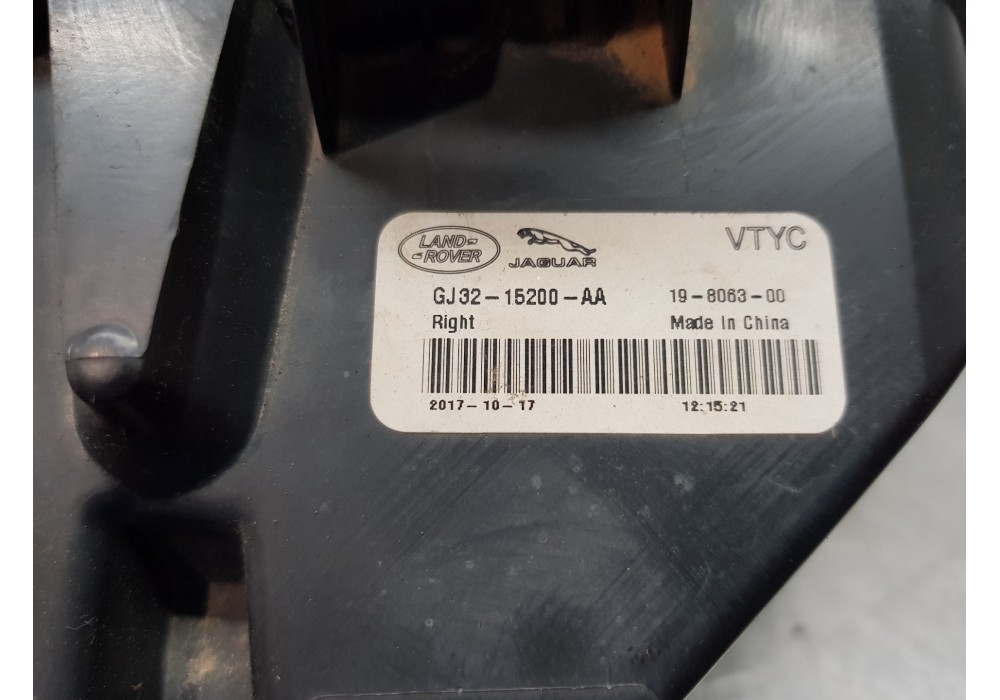 LAND
ROVER
JAGUAR
VTYC
GJ32-15200-AA
19-8063-00
Right
Made In China
2017-10-17
12:15:21